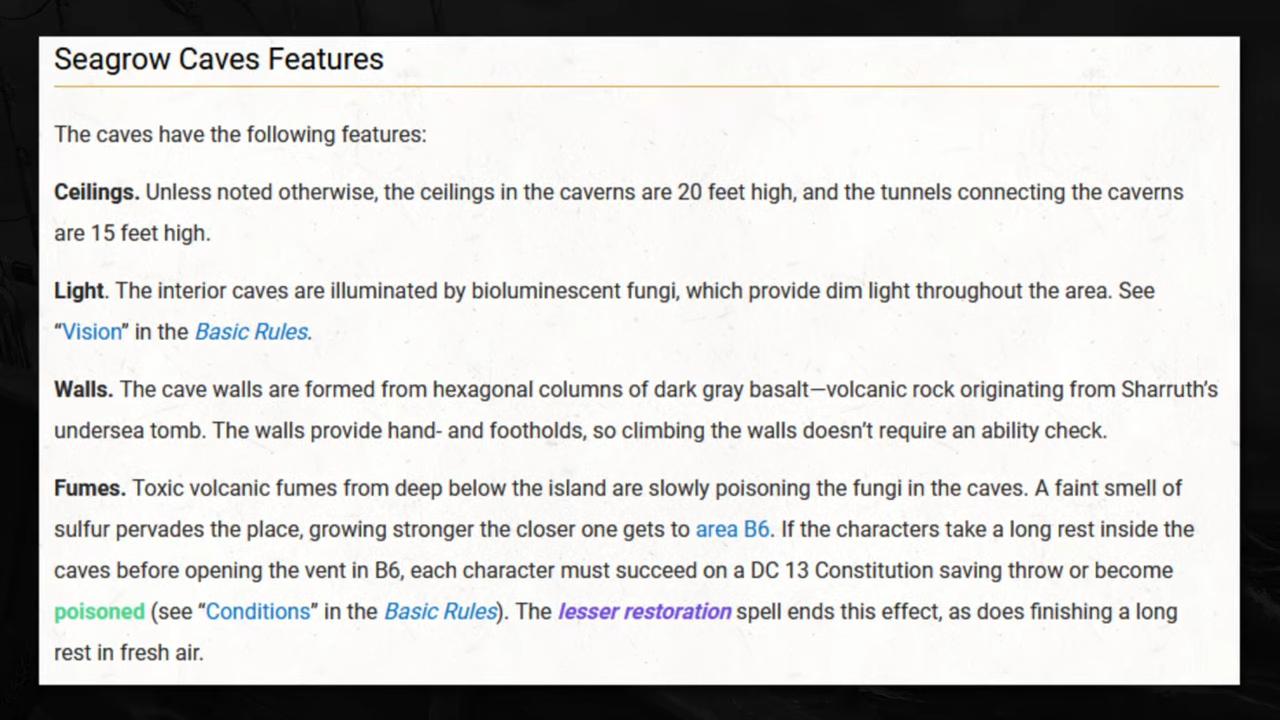 Seagrow Caves Features
The caves have the following features:
Ceilings. Unless noted otherwise, the ceilings in the caverns are 20 feet high, and the tunnels connecting the caverns
are 15 feet high.
Light. The interior caves are illuminated by bioluminescent fungi, which provide dim light throughout the area. See
“Vision” in the Basic Rules.
Walls. The cave walls are formed from hexagonal columns of dark gray basalt—volcanic rock originating from Sharruth’s
undersea tomb. The walls provide hand- and footholds, so climbing the walls doesn’t require an ability check.
Fumes. Toxic volcanic fumes from deep below the island are slowly poisoning the fungi in the caves. A faint smell of
sulfur pervades the place, growing stronger the closer one gets to area B6. If the characters take a long rest inside the
caves before opening the vent in B6, each character must succeed on a DC 13 Constitution saving throw or become
poisoned (see “Conditions” in the Basic Rules). The lesser restoration spell ends this effect, as does finishing a long
rest in fresh air.